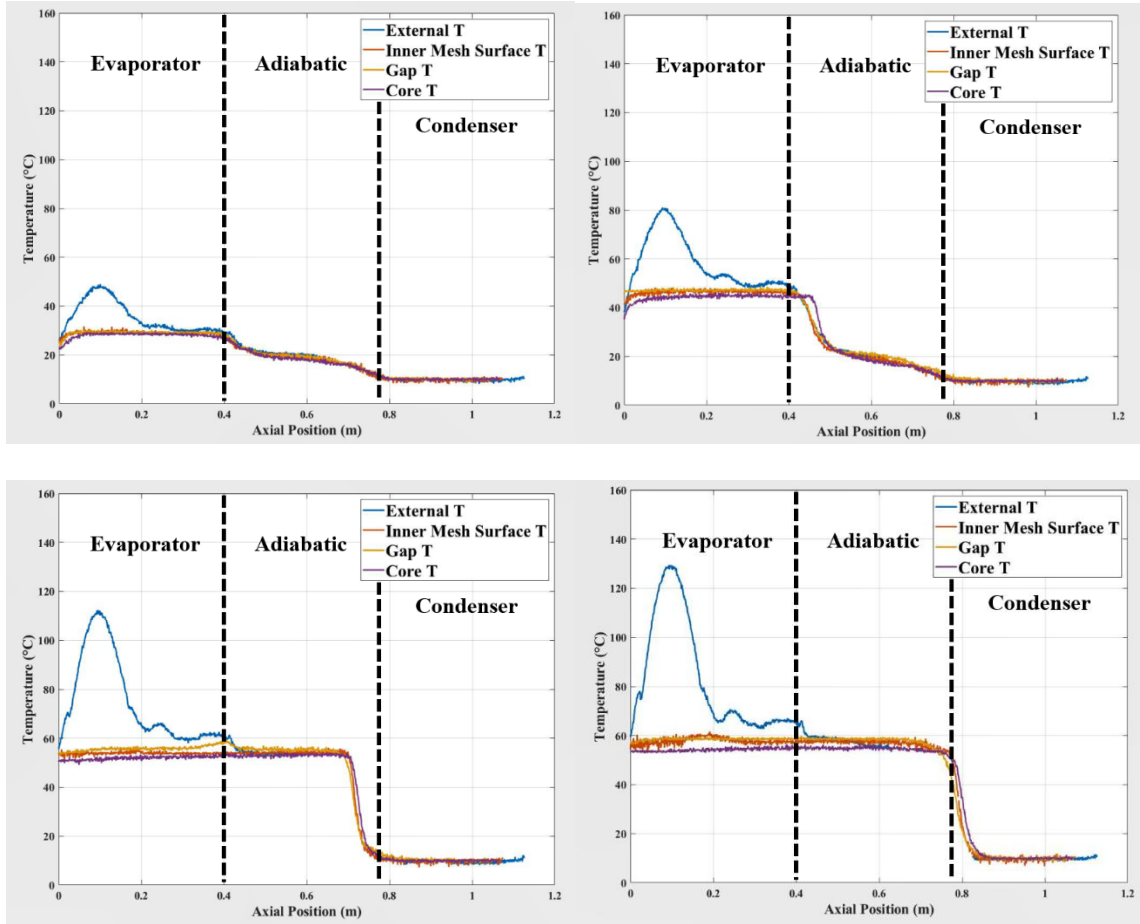 160
140
120
100
80
60
40
20
0
Temperature (°C)
Evaporator
Adiabatic
Condenser
External T
Inner Mesh Surface T
Gap T
Core T
0 0.2 0.4 0.6 0.8 1 1.2
Axial Position (m)
160
140
120
100
80
60
40
20
0
Temperature (°C)
Evaporator
Adiabatic
Condenser
External T
Inner Mesh Surface T
Gap T
Core T
0 0.2 0.4 0.6 0.8 1 1.2
Axial Position (m)
160
140
120
100
80
60
40
20
0
Temperature (°C)
Evaporator
Adiabatic
Condenser
External T
Inner Mesh Surface T
Gap T
Core T
0 0.2 0.4 0.6 0.8 1 1.2
Axial Position (m)
160
140
120
100
80
60
40
20
0
Temperature (°C)
Evaporator
Adiabatic
Condenser
External T
Inner Mesh Surface T
Gap T
Core T
0 0.2 0.4 0.6 0.8 1 1.2
Axial Position (m)